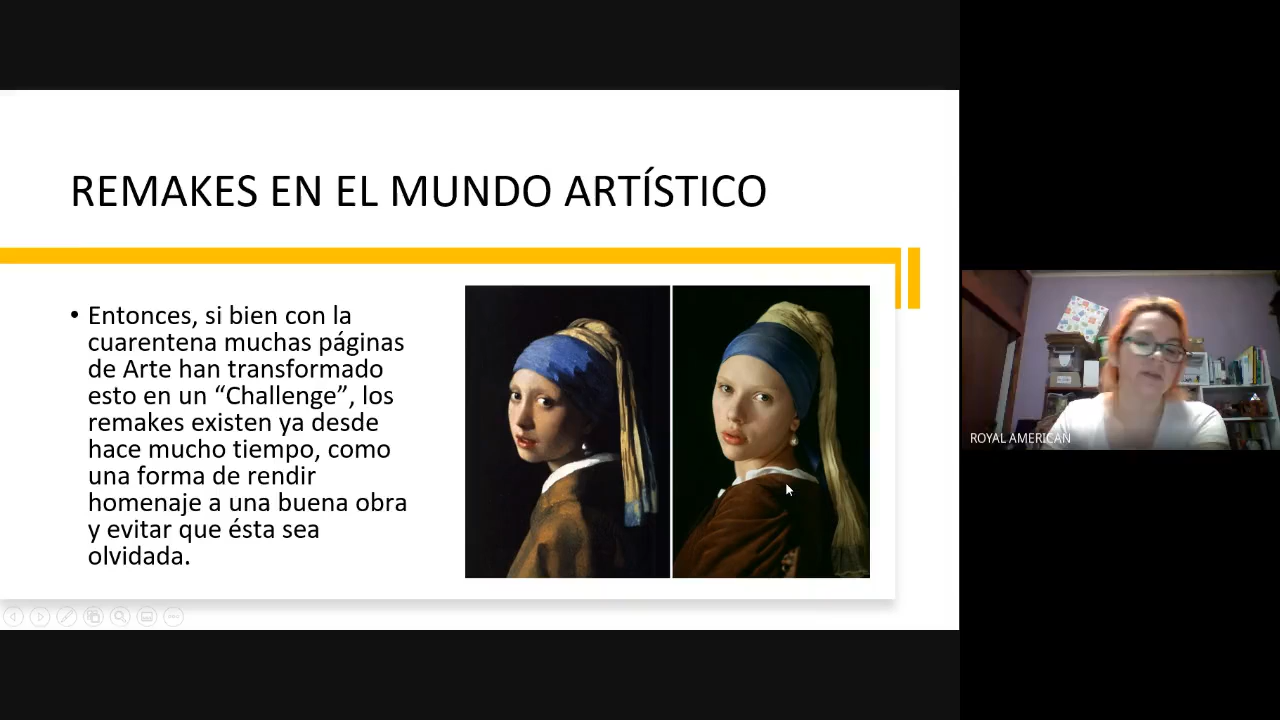 REMAKES EN EL MUNDO ARTÍSTICO
• Entonces, si bien con la
cuarentena muchas páginas
de Arte han transformado
esto en un “Challenge”, los
remakes existen ya desde
hace mucho tiempo, como
una forma de rendir
homenaje a una buena obra
y evitar que ésta sea
olvidada.
ROYAL AMERICAN